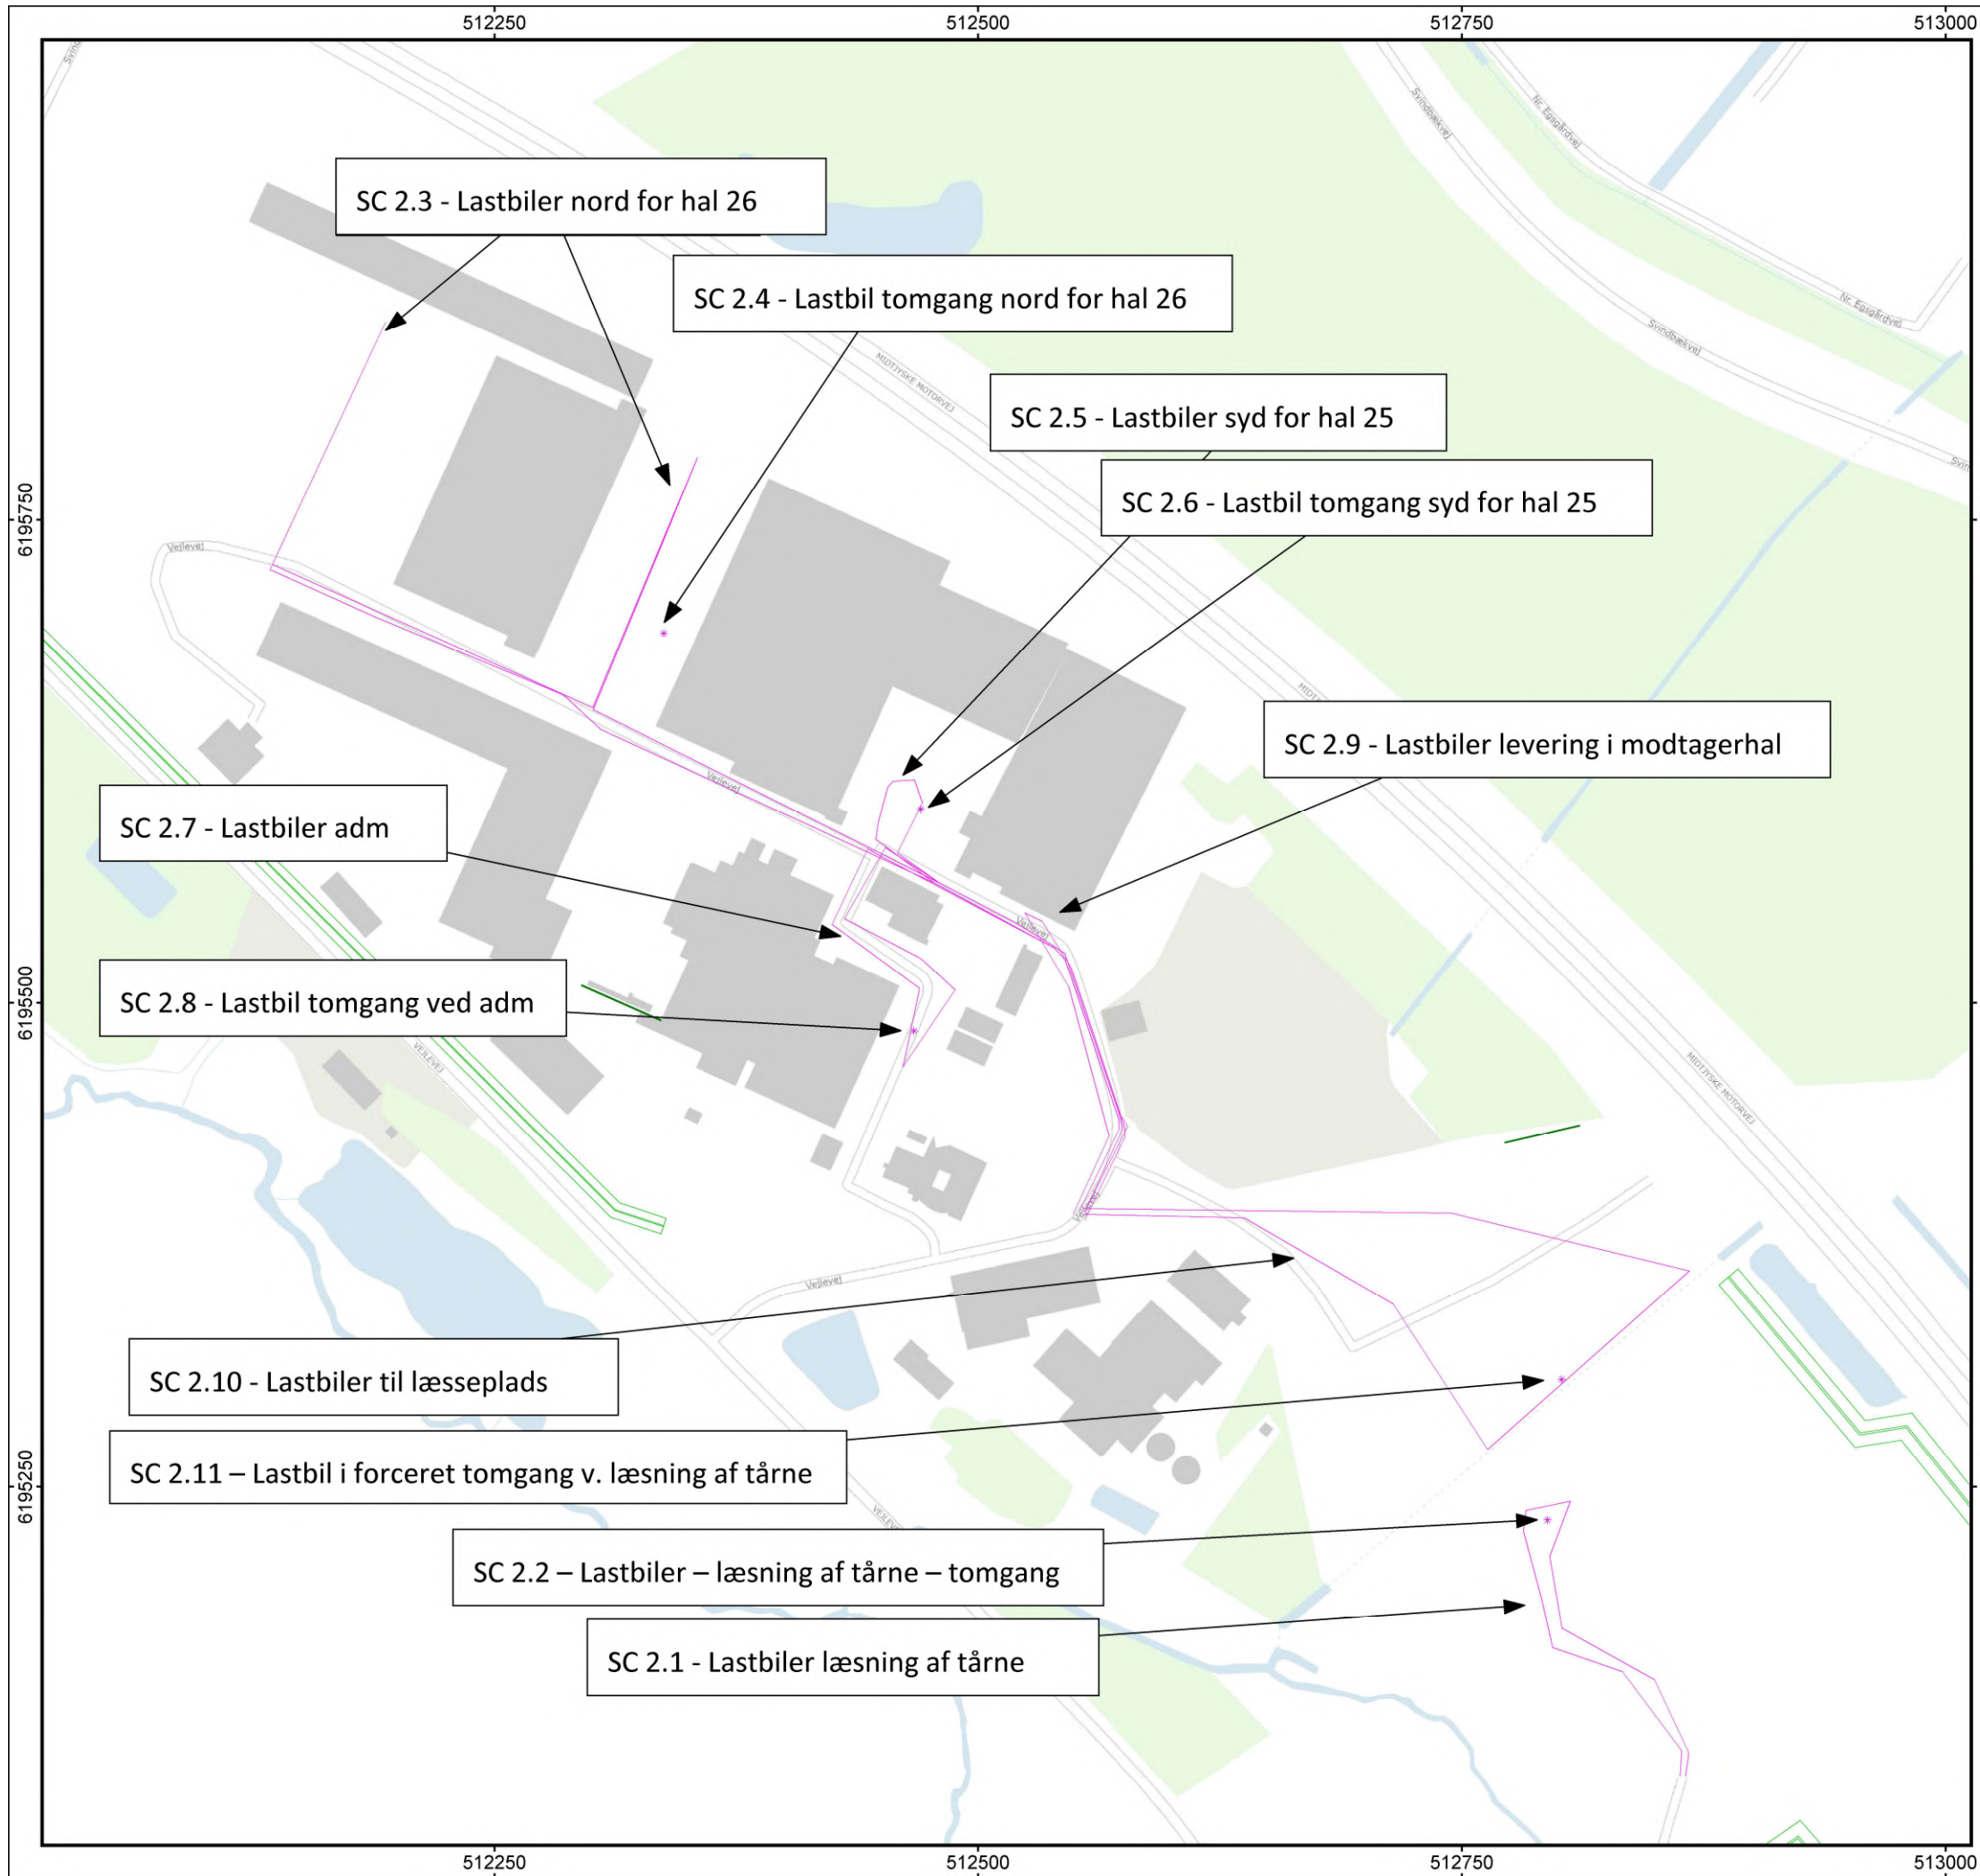 512250
512500
512750
513000
Svindbækvej
Nr. Egsgårdvej
SC 2.3 - Lastbiler nord for hal 26
SC 2.4 - Lastbil tomgang nord for hal 26
Nr. Egsgårdvej
Svindbækvej
MIDTJYSKE MOTORVEJ
SC 2.5 - Lastbiler syd for hal 25
SC 2.6 - Lastbil tomgang syd for hal 25
619575​0
Vejlevej
SC 2.9 - Lastbiler levering i modtagerhal
Vejlevej
SC 2.7 - Lastbiler adm
Vejlevej
SC 2.8 - Lastbil tomgang ved adm
6195500
VEJLEVEJ
MIDTJYSKE MOTORVEJ
Vejlevej
Vejlevej
SC 2.10 - Lastbiler til læsseplads
SC 2.11 – Lastbil i forceret tomgang v. læsning af tårne
6195250
SC 2.2 – Lastbiler – læsning af tårne – tomgang
SC 2.1 - Lastbiler læsning af tårne
512250
512500
512750
513000